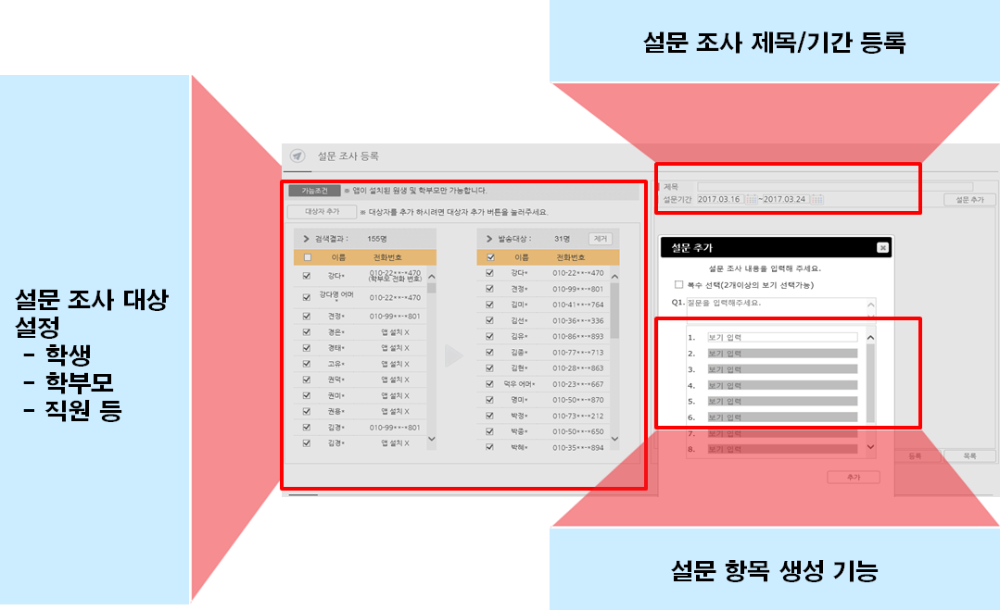 설문 조사 제목/기간 등록
설문 조사 대상
설정
- 학생
- 학부모
- 직원 등
설문 조사 등록
가능조건 ※ 앱이 설치된 원생 및 학부모만 가능합니다.
대상자 추가 ※ 대상자를 추가 하시려면 대상자 추가 버튼을 눌러주세요.
검색결과 : 155명
이름 전화번호
강다* 010-22**-*470
(학부모 전화 번호)
강다영 어머
* 010-22**-*470
견정* 010-99**-*801
경은* 앱 설치 X
경태* 앱 설치 X
고유* 앱 설치 X
권덕* 앱 설치 X
권미* 앱 설치 X
권용* 앱 설치 X
김경* 010-99**-*801
김경* 앱 설치 X
발송대상 : 31명 제거
이름 전화번호
강다* 010-22**-*470
견정* 010-99**-*801
김미* 010-41**-*764
김선* 010-36**-*336
김유* 010-86**-*893
김종* 010-77**-*713
김현* 010-28**-*863
덕우 어머* 010-23**-*667
명미* 010-50**-*870
박정* 010-73**-*212
박종* 010-50**-*650
박혜* 010-35**-*894
제목
설문기간 2017.03.16 ~2017.03.24 설문 추가
설문 추가
설문 조사 내용을 입력해 주세요.
복수 선택(2개이상의 보기 선택가능)
Q1. 질문을 입력해주세요.
1. 보기 입력
2. 보기 입력
3. 보기 입력
4. 보기 입력
5. 보기 입력
6. 보기 입력
7. 보기 입력
8. 보기 입력
추가
등록 목록
설문 항목 생성 기능